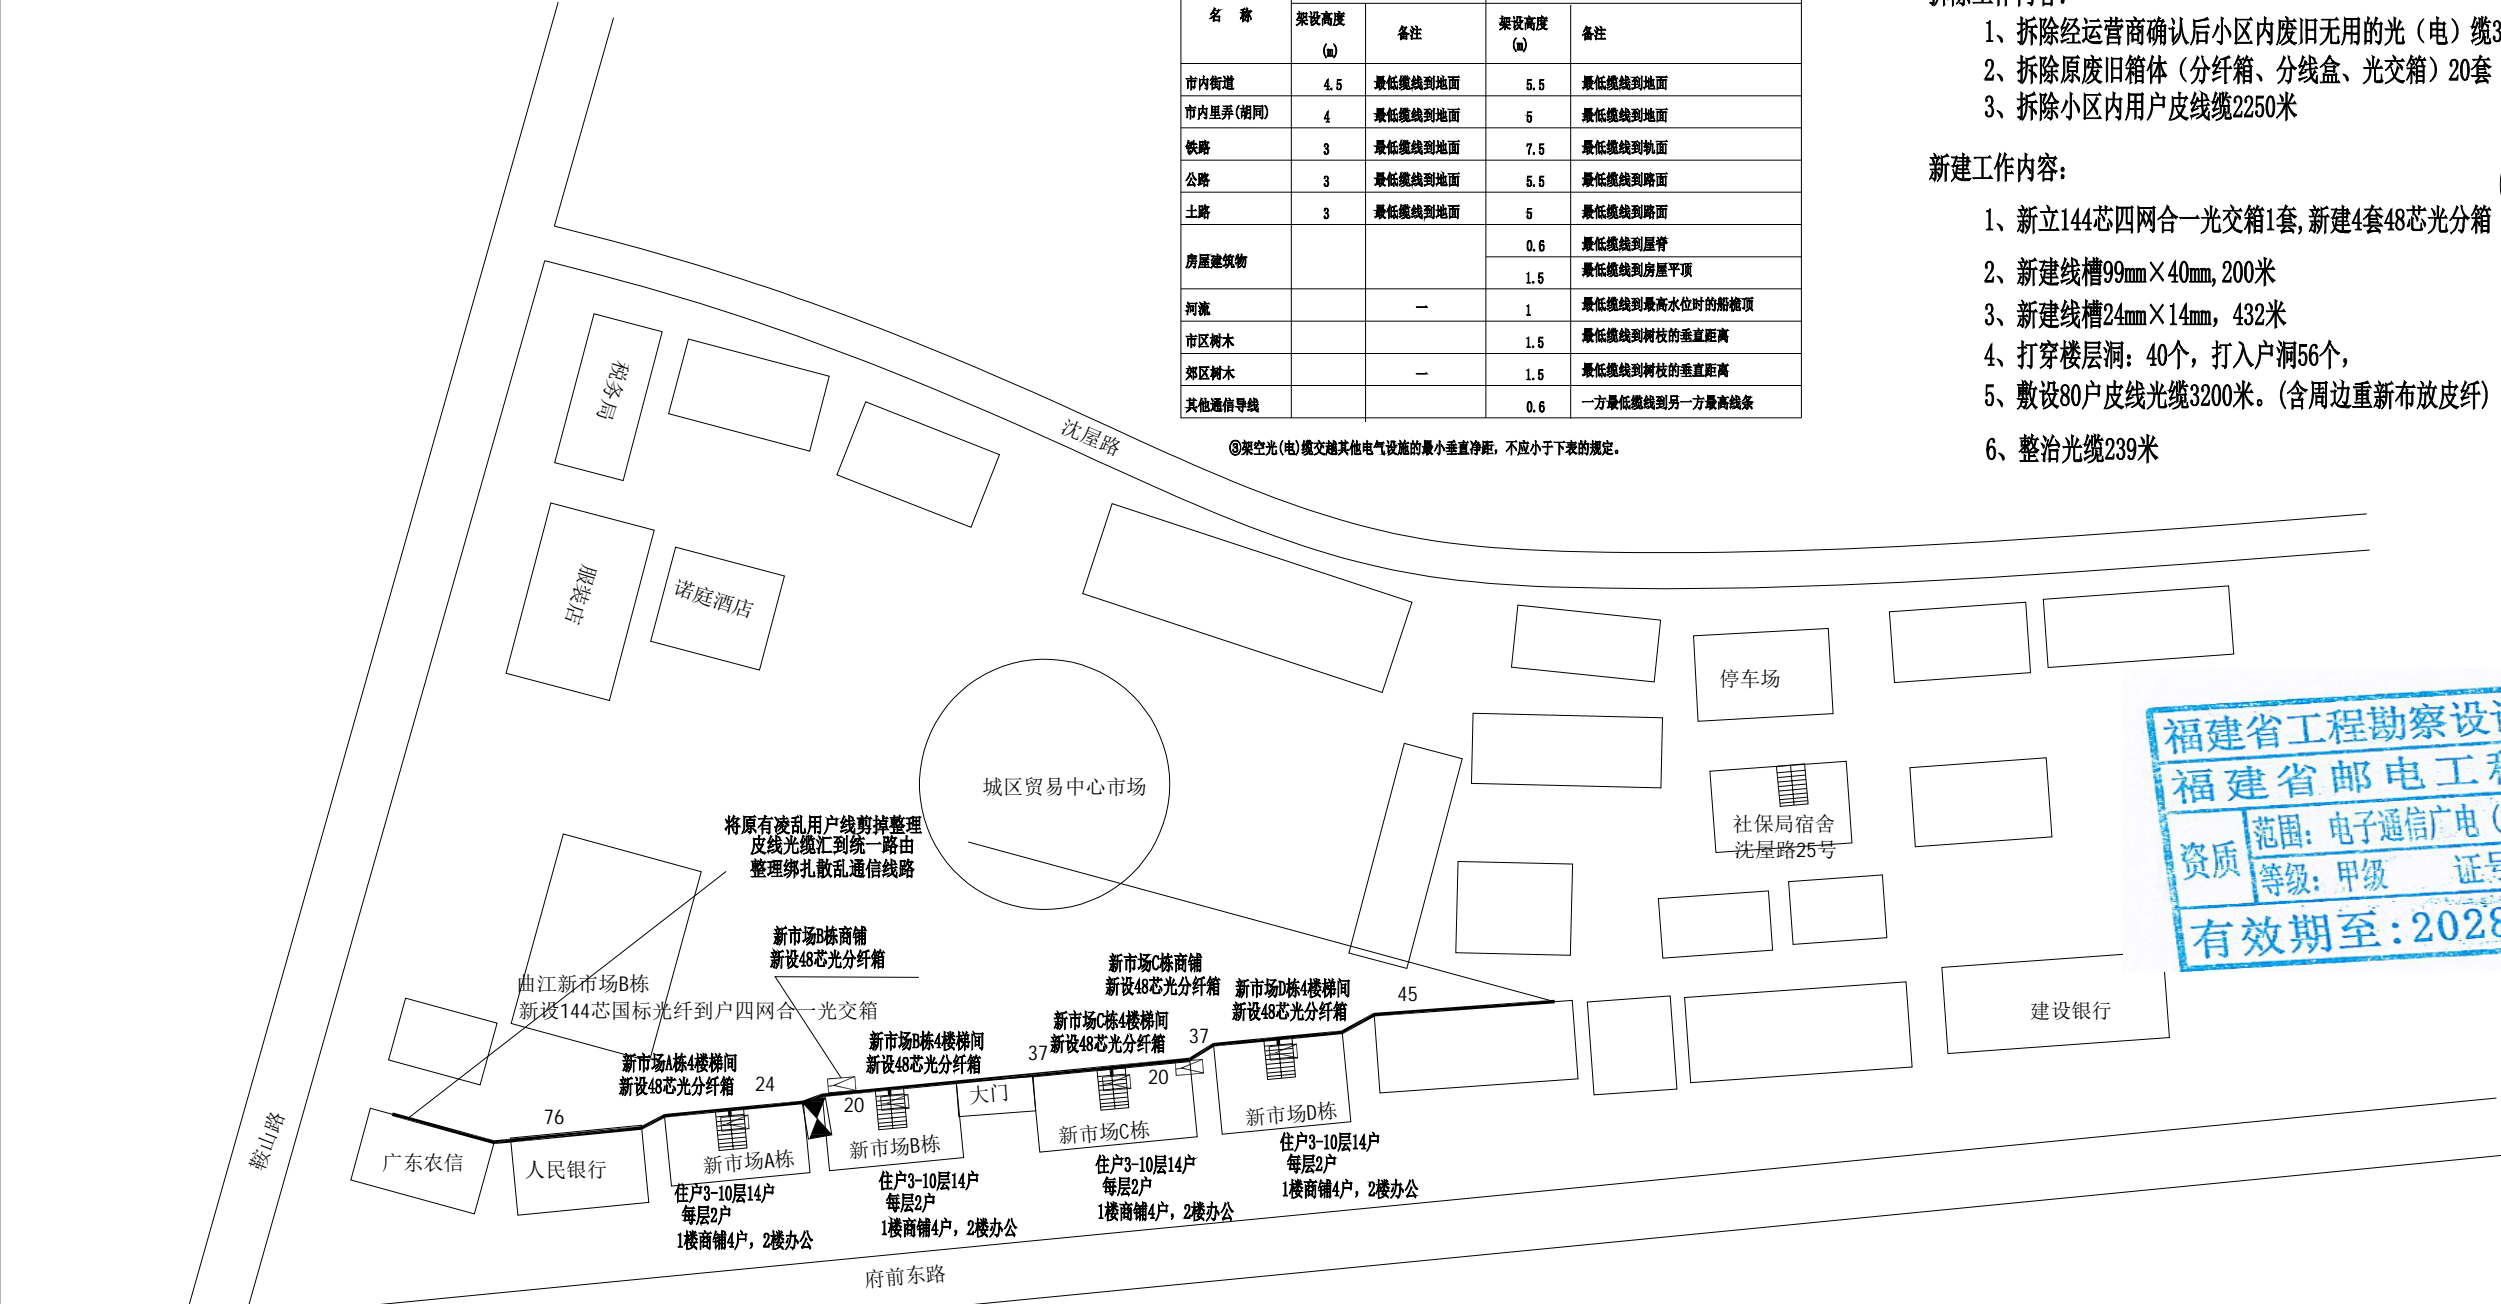 名 称
架设高度
(m)
备注
架设高度
(m)
备注
市内街道 4.5 最低缆线到地面 5.5 最低缆线到地面
市内里弄(胡同) 4 最低缆线到地面 5 最低缆线到地面
铁路 3 最低缆线到地面 7.5 最低缆线到轨面
公路 3 最低缆线到地面 5.5 最低缆线到路面
土路 3 最低缆线到地面 5 最低缆线到路面
房屋建筑物 0.6 最低缆线到屋脊
1.5 最低缆线到房屋平顶
河流 — 1 最低缆线到最高水位时的船桅顶
市区树木 1.5 最低缆线到树枝的垂直距离
郊区树木 — 1.5 最低缆线到树枝的垂直距离
其他通信导线 0.6 一方最低缆线到另一方最高线条
③架空光(电)缆交越其他电气设施的最小垂直净距，不应小于下表的规定。
1、拆除经运营商确认后小区内废旧无用的光（电）缆3
2、拆除原废旧箱体（分纤箱、分线盒、光交箱）20套
3、拆除小区内用户皮线缆2250米
新建工作内容：
1、新立144芯四网合一光交箱1套,新建4套48芯光分箱
2、新建线槽99mm×40mm,200米
3、新建线槽24mm×14mm，432米
4、打穿楼层洞：40个，打入户洞56个，
5、敷设80户皮线光缆3200米。(含周边重新布放皮纤)
6、整治光缆239米
沈屋路
税务局
服装店
诺庭酒店
停车场
城区贸易中心市场
社保局宿舍
沈屋路25号
将原有凌乱用户线剪掉整理
皮线光缆汇到统一路由
整理绑扎散乱通信线路
新市场B栋商铺
新设48芯光分纤箱
曲江新市场B栋
新设144芯国标光纤到户四网合一光交箱
新市场C栋商铺
新设48芯光分纤箱
新市场D栋4楼梯间
新设48芯光分纤箱
45
新市场C栋4楼梯间
新设48芯光分纤箱
37
37
新市场B栋4楼梯间
新设48芯光分纤箱
新市场A栋4楼梯间
新设48芯光分纤箱
24
20
20
76
大门
建设银行
广东农信
人民银行
新市场A栋
新市场B栋
新市场C栋
新市场D栋
住户3-10层14户
每层2户
1楼商铺4户，2楼办公
住户3-10层14户
每层2户
1楼商铺4户，2楼办公
住户3-10层14户
每层2户
1楼商铺4户，2楼办公
住户3-10层14户
每层2户
1楼商铺4户，2楼办公
鞍山路
府前东路
福建省工程勘察设
福建省邮电工
资质
范围：电子通信广电（
等级：甲级 证
有效期至:2028